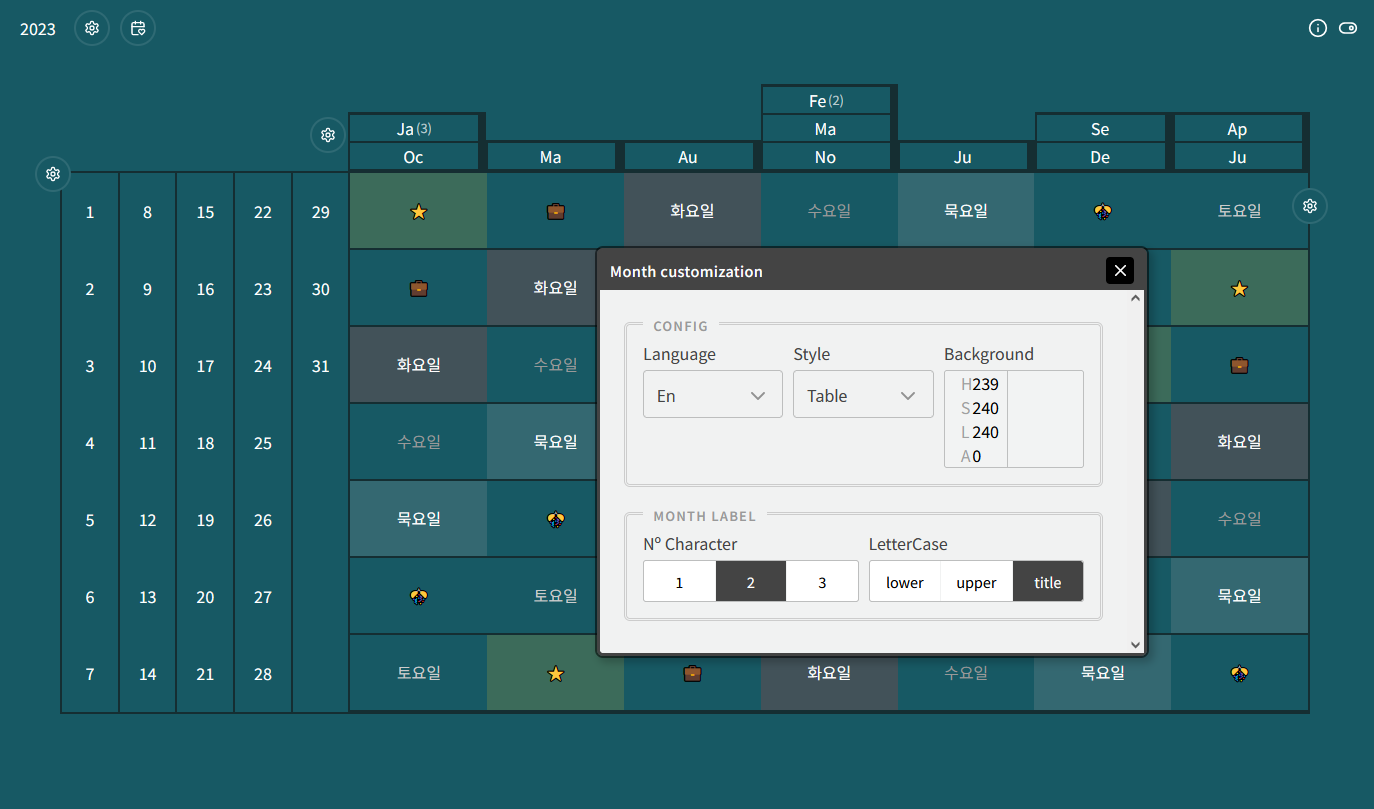 2023
Fe (2)
Ja (3) Ma Se Ap
Oc Ma Au No Ju De Ju
1 8 15 22 29 화요일 수요일 묵요일 토요일
Month customization
2 9 16 23 30 화요일
CONFIG
Language Style Background
3 10 17 24 31 화요일 수요일
En Table H239
S240
L240
A0
4 11 18 25 수요일 묵요일 화요일
MONTH LABEL
5 12 19 26 묵요일 수요일
Nº Character LetterCase
1 2 3 lower upper title
6 13 20 27 토요일 묵요일
7 14 21 28 토요일 화요일 수요일 묵요일